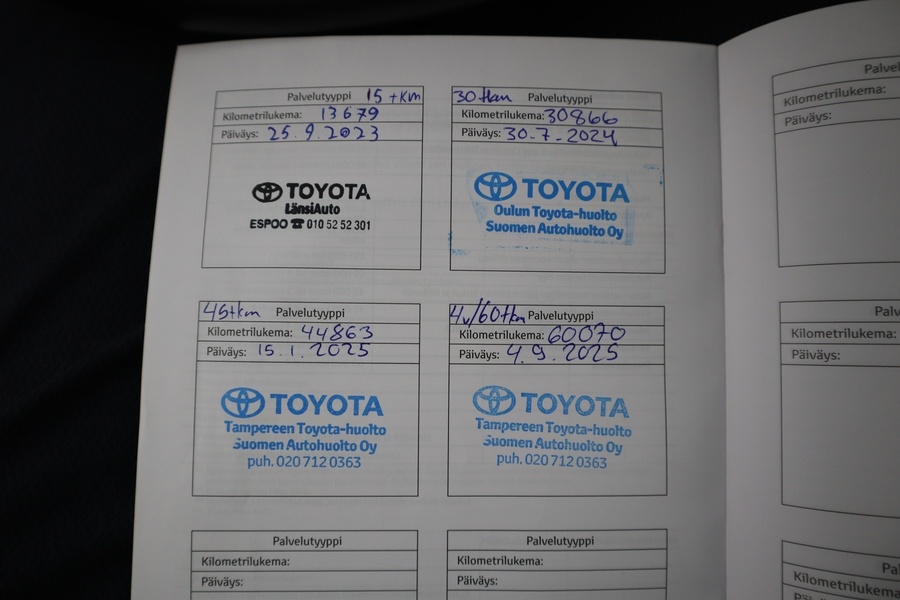 Palvelutyyppi 15 tkm
Kilometrilukema: 13679
Päiväys: 25.9.2023
TOYOTA
LänsiAuto
ESPOO ☎ 010 52 52 301
30 tkm Palvelutyyppi
Kilometrilukema: 30866
Päiväys: 30.7.2024
TOYOTA
Oulun Toyota-huolto
Suomen Autohuolto Oy
45tkm Palvelutyyppi
Kilometrilukema: 44863
Päiväys: 15.1.2025
TOYOTA
Tampereen Toyota-huolto
Suomen Autohuolto Oy
puh. 020 712 0363
4v/60tkm Palvelutyyppi
Kilometrilukema: 60070
Päiväys: 4.9.2025
TOYOTA
Tampereen Toyota-huolto
Suomen Autohuolto Oy
puh. 020 712 0363
Palvelutyyppi
Kilometrilukema:
Päiväys:
Palvelutyyppi
Kilometrilukema:
Päiväys:
Palve
Kilometrilukema:
Päiväys:
Palv
Kilometrilukema:
Päiväys:
Pa
Kilometrilukema